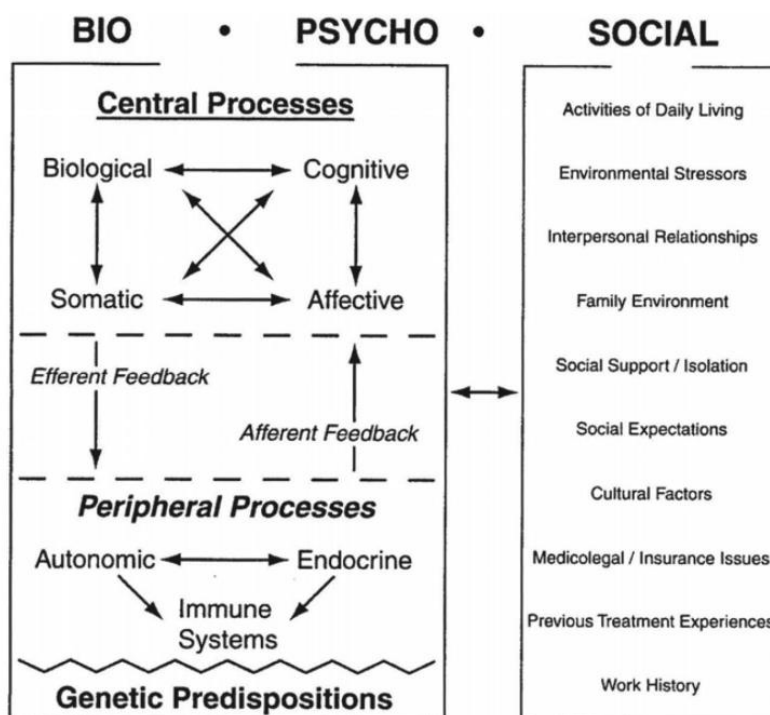 BIO • PSYCHO • SOCIAL
Central Processes
Biological Cognitive
Somatic Affective
Efferent Feedback
Afferent Feedback
Peripheral Processes
Autonomic Endocrine
Immune
Systems
Genetic Predispositions
Activities of Daily Living
Environmental Stressors
Interpersonal Relationships
Family Environment
Social Support / Isolation
Social Expectations
Cultural Factors
Medicolegal / Insurance Issues
Previous Treatment Experiences
Work History